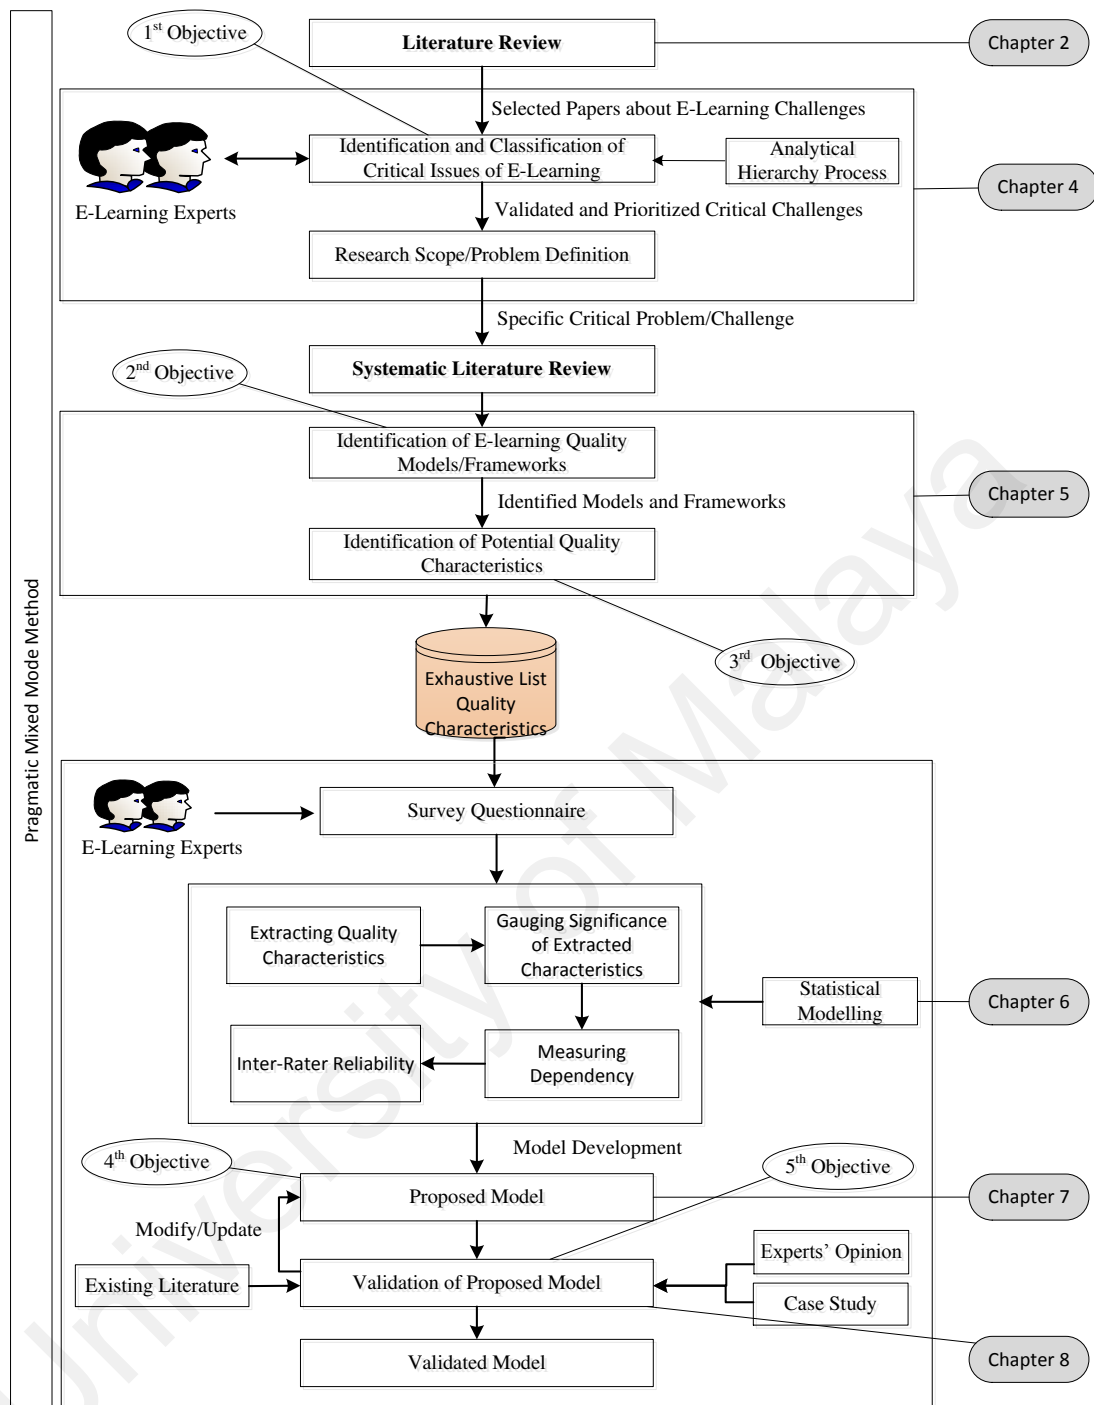 1st Objective
Literature Review
Chapter 2
Selected Papers about E-Learning Challenges
Identification and Classification of
Critical Issues of E-Learning
Analytical
Hierarchy Process
E-Learning Experts
Chapter 4
Validated and Prioritized Critical Challenges
Research Scope/Problem Definition
Specific Critical Problem/Challenge
Systematic Literature Review
2nd Objective
Identification of E-learning Quality
Models/Frameworks
Identified Models and Frameworks
Chapter 5
Identification of Potential Quality
Characteristics
3rd Objective
Exhaustive List
Quality
Characteristics
Pragmatic Mixed Mode Method
Survey Questionnaire
E-Learning Experts
Extracting Quality
Characteristics
Gauging Significance
of Extracted
Characteristics
Statistical
Modelling
Chapter 6
Inter-Rater Reliability
Measuring
Dependency
Model Development
4th Objective
5th Objective
Proposed Model
Chapter 7
Modify/Update
Experts' Opinion
Existing Literature
Validation of Proposed Model
Case Study
Validated Model
Chapter 8
University of Malaya